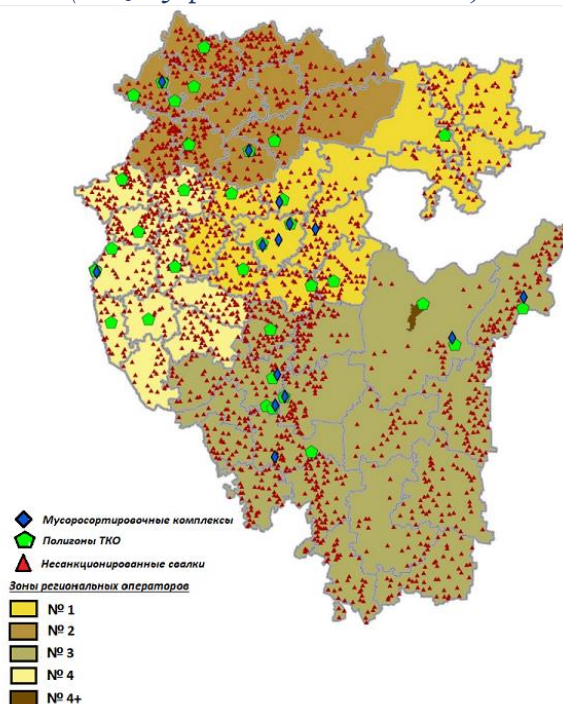 Мусоросортировочные комплексы
Полигоны ТКО
Несанкционированные свалки
Зоны региональных операторов
№ 1
№ 2
№ 3
№ 4
№ 4+